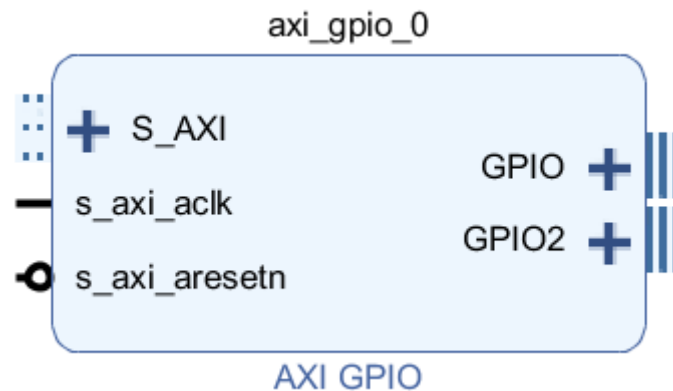 axi_gpio_0
S_AXI
GPIO
s_axi_aclk
GPIO2
s_axi_aresetn
AXI GPIO